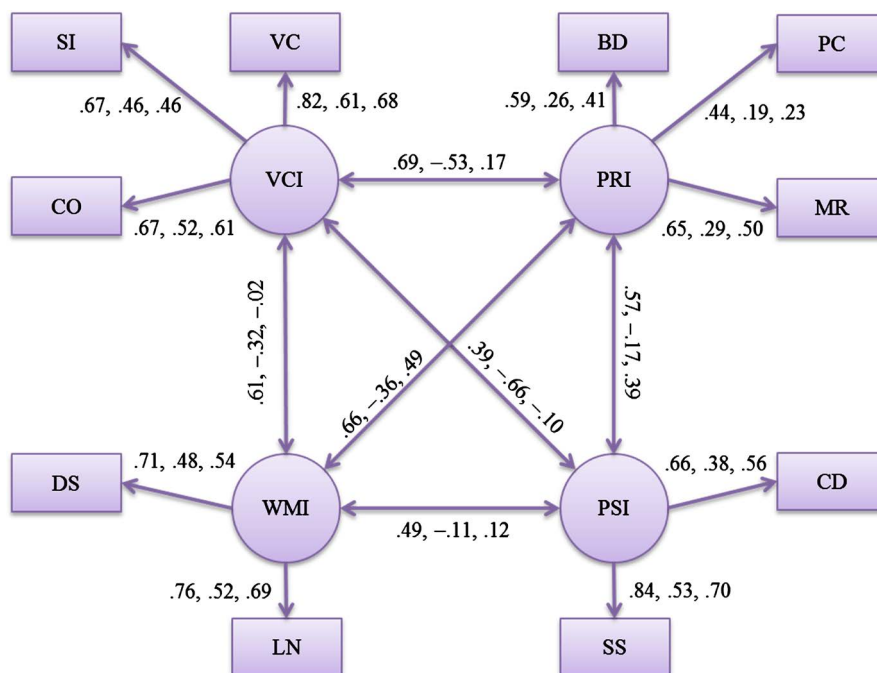 SI
VC
BD
PC
.67, .46, .46
.82, .61, .68
.59, .26, .41
.44, .19, .23
VCI
.69, −.53, .17
PRI
CO
MR
.67, .52, .61
.65, .29, .50
.61, −.32, −.02
.66, −.36, .49
.39, −.66, −.10
.57, −.17, .39
DS
.71, .48, .54
.66, .38, .56
CD
WMI
PSI
.49, −.11, .12
.76, .52, .69
.84, .53, .70
LN
SS